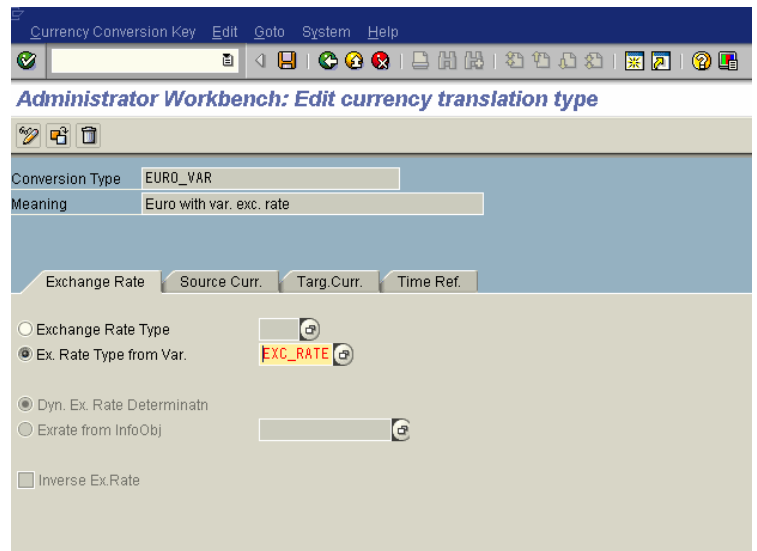 Currency Conversion Key Edit Goto System Help
Administrator Workbench: Edit currency translation type
Conversion Type EURO_VAR
Meaning Euro with var. exc. rate
Exchange Rate Source Curr. Targ.Curr. Time Ref.
Exchange Rate Type
Ex. Rate Type from Var. EXC_RATE
Dyn. Ex. Rate Determinatn
Exrate from InfoObj
Inverse Ex.Rate